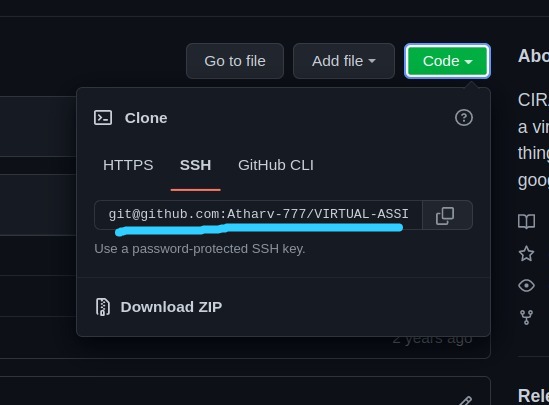 Go to file Add file Code Abo
Clone
CIR
a vir
HTTPS SSH GitHub CLI
thing
goog
git@github.com:Atharv-777/VIRTUAL-ASSI
Use a password-protected SSH key.
Download ZIP
2 years ago
Rele